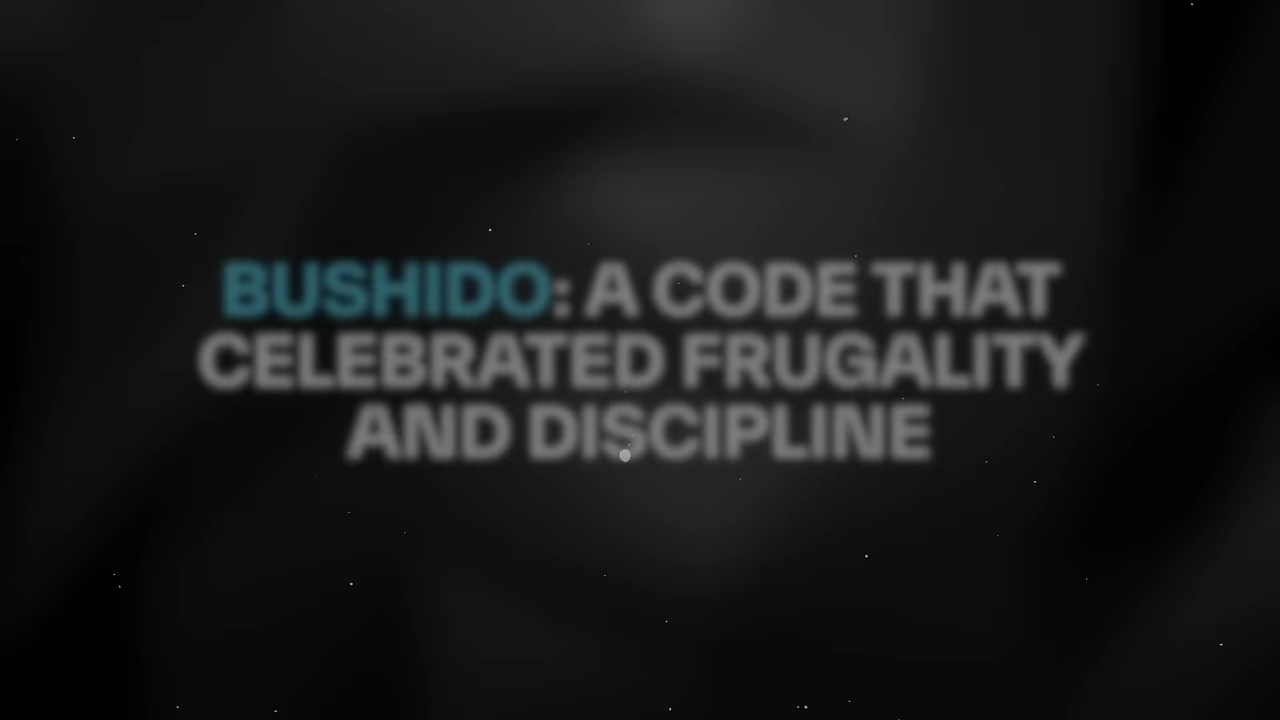 BUSHIDO: A CODE THAT
CELEBRATED FRUGALITY
AND DISCIPLINE